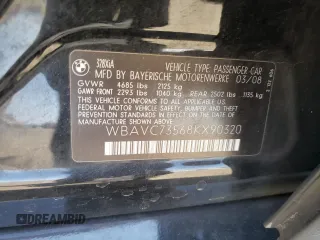 BMW
328XiA
VEHICLE TYPE: PASSENGER CAR
MFD BY BAYERISCHE MOTORENWERKE 03/08
GVWR 4685 lbs 2125 kg
GAWR FRONT 2293 lbs 1040 kg REAR 2502 lbs 1135 kg
THIS VEHICLE CONFORMS TO ALL APPLICABLE FEDERAL MOTOR
VEHICLE SAFETY, BUMPER, AND THEFT PREVENTION STANDARDS
IN EFFECT ON THE DATE OF MANUFACTURE SHOWN ABOVE
WBAVC73568KX90320
DREAMBID